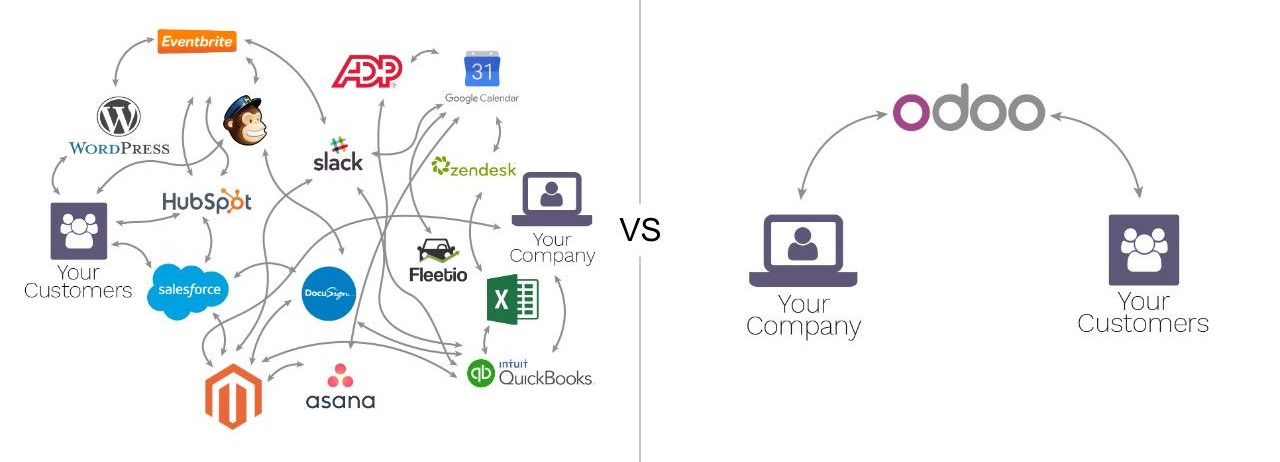 Eventbrite
ADP
31
Google Calendar
W
WORDPRESS
slack
zendesk
HubSpot
Your
Customers
salesforce
DocuSign
Fleetio
Your
Company
X
asana
qb
intuit
QuickBooks
VS
odoo
Your
Company
Your
Customers